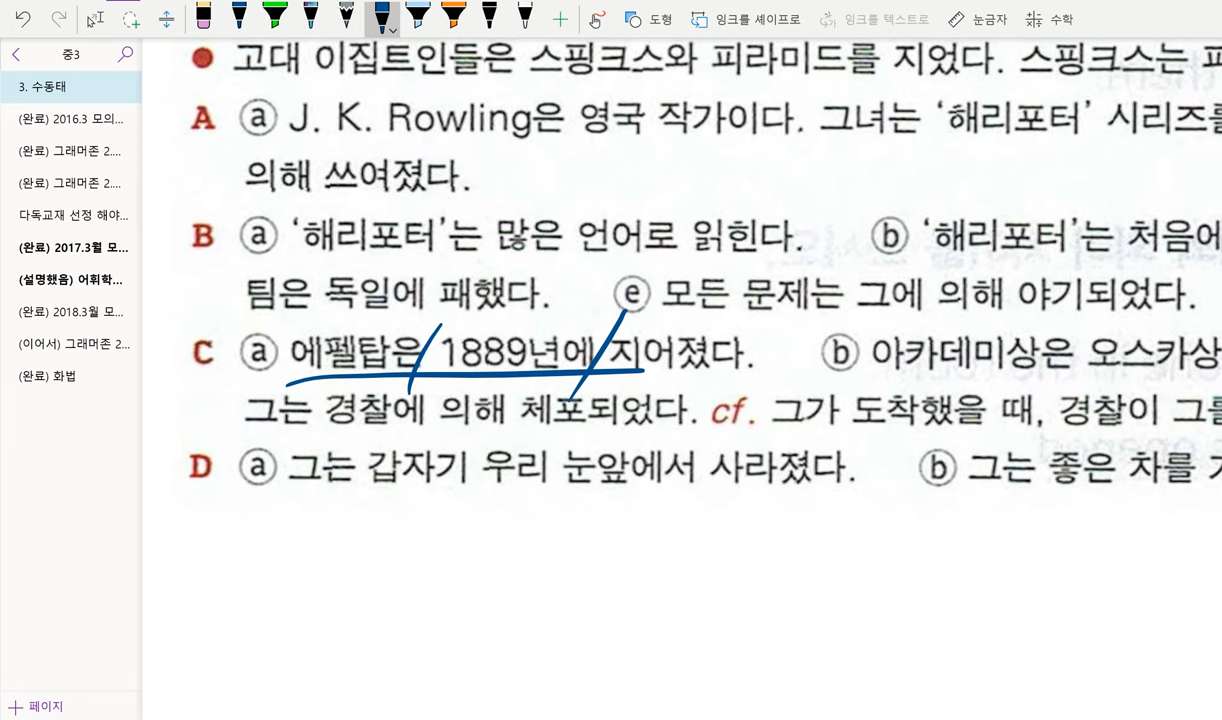 도형 잉크를 셰이프로 잉크를 텍스트로 눈금자 수학
중3
3. 수동태
(완료) 2016.3 모의...
(완료) 그래머존 2....
(완료) 그래머존 2....
다독교재 선정 해야...
(완료) 2017.3월 모...
(설명했음) 어휘학...
(완료) 2018.3월 모...
(이어서) 그래머존 2...
(완료) 화법
페이지
고대 이집트인들은 스핑크스와 피라미드를 지었다. 스핑크스는
A ⓐ J. K. Rowling은 영국 작가이다. 그녀는 ‘해리포터’ 시리즈를
의해 쓰여졌다.
B ⓐ ‘해리포터’는 많은 언어로 읽힌다. ⓑ ‘해리포터’는 처음에
팀은 독일에 패했다. ⓔ 모든 문제는 그에 의해 야기되었다.
C ⓐ 에펠탑은 1889년에 지어졌다. ⓑ 아카데미상은 오스카상
그는 경찰에 의해 체포되었다. cf. 그가 도착했을 때, 경찰이 그를
D ⓐ 그는 갑자기 우리 눈앞에서 사라졌다. ⓑ 그는 좋은 차를